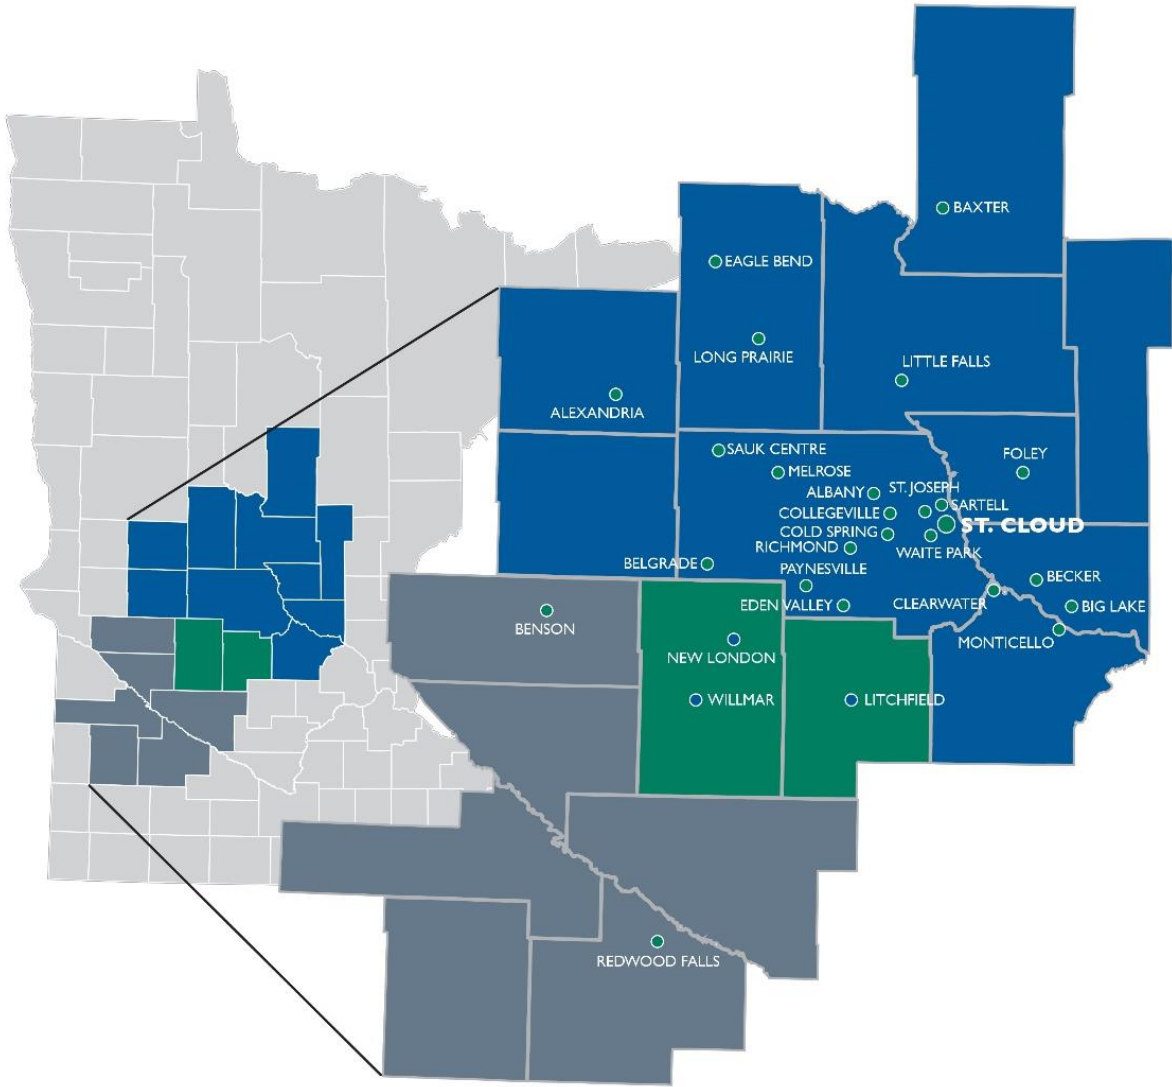 BAXTER
EAGLE BEND
LONG PRAIRIE
LITTLE FALLS
ALEXANDRIA
SAUK CENTRE
FOLEY
MELROSE
ALBANY
ST. JOSEPH
SARTELL
COLLEGEVILLE
ST. CLOUD
COLD SPRING
RICHMOND
WAITE PARK
BELGRADE
PAYNESVILLE
BECKER
EDEN VALLEY
CLEARWATER
BIG LAKE
BENSON
MONTICELLO
NEW LONDON
WILLMAR
LITCHFIELD
REDWOOD FALLS